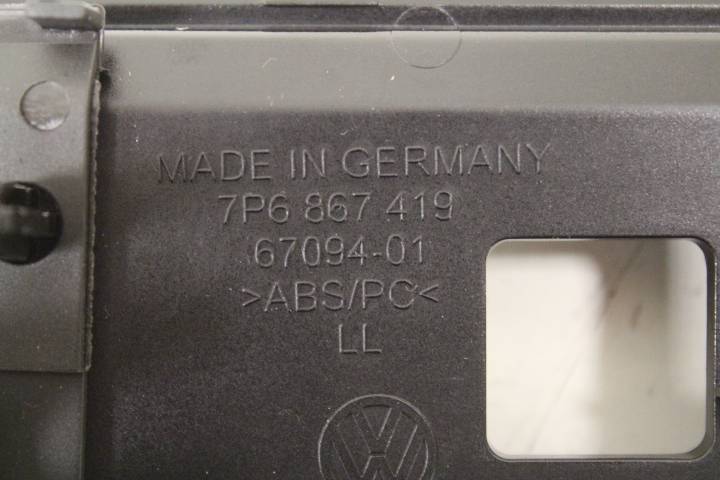 MADE IN GERMANY
7P6 867 419
67094-01
>ABS/PC<
LL